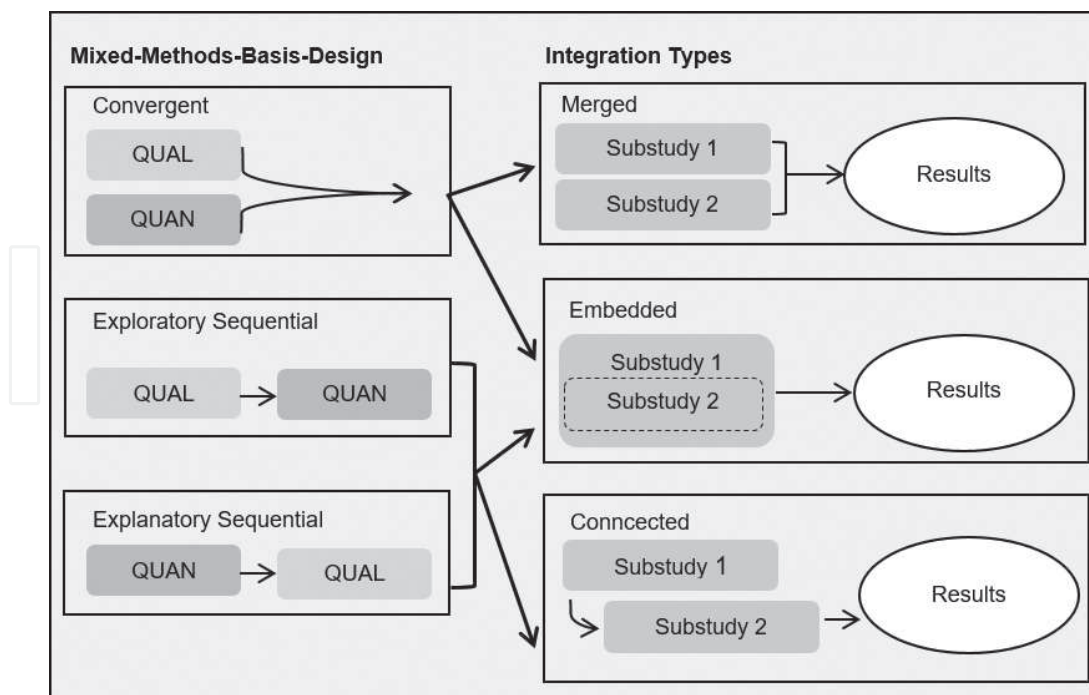 Mixed-Methods-Basis-Design
Convergent
QUAL
QUAN
Exploratory Sequential
QUAL
QUAN
Explanatory Sequential
QUAN
QUAL
Integration Types
Merged
Substudy 1
Substudy 2
Results
Embedded
Substudy 1
Substudy 2
Results
Conncected
Substudy 1
Substudy 2
Results